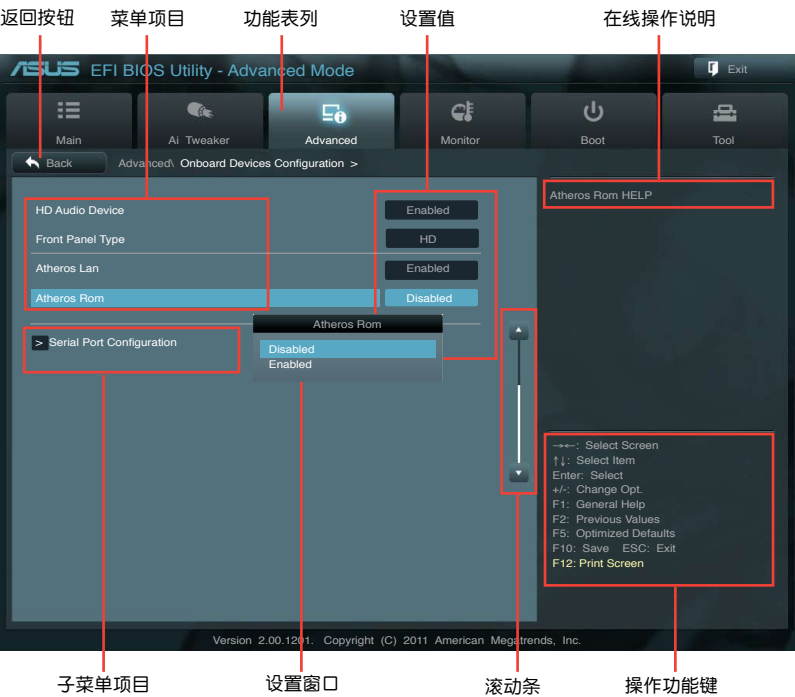 返回按钮 菜单项目 功能表列 设置值 在线操作说明
ASUS EFI BIOS Utility - Advanced Mode Exit
Main Ai Tweaker Advanced Monitor Boot Tool
Back Advanced\ Onboard Devices Configuration >
Atheros Rom HELP
HD Audio Device Enabled
Front Panel Type HD
Atheros Lan Enabled
Atheros Rom Disabled
Atheros Rom
> Serial Port Configuration
Disabled
Enabled
→←: Select Screen
↑↓: Select Item
Enter: Select
+/-: Change Opt.
F1: General Help
F2: Previous Values
F5: Optimized Defaults
F10: Save ESC: Exit
F12: Print Screen
Version 2.00.1201. Copyright (C) 2011 American Megatrends, Inc.
子菜单项目 设置窗口 滚动条 操作功能键